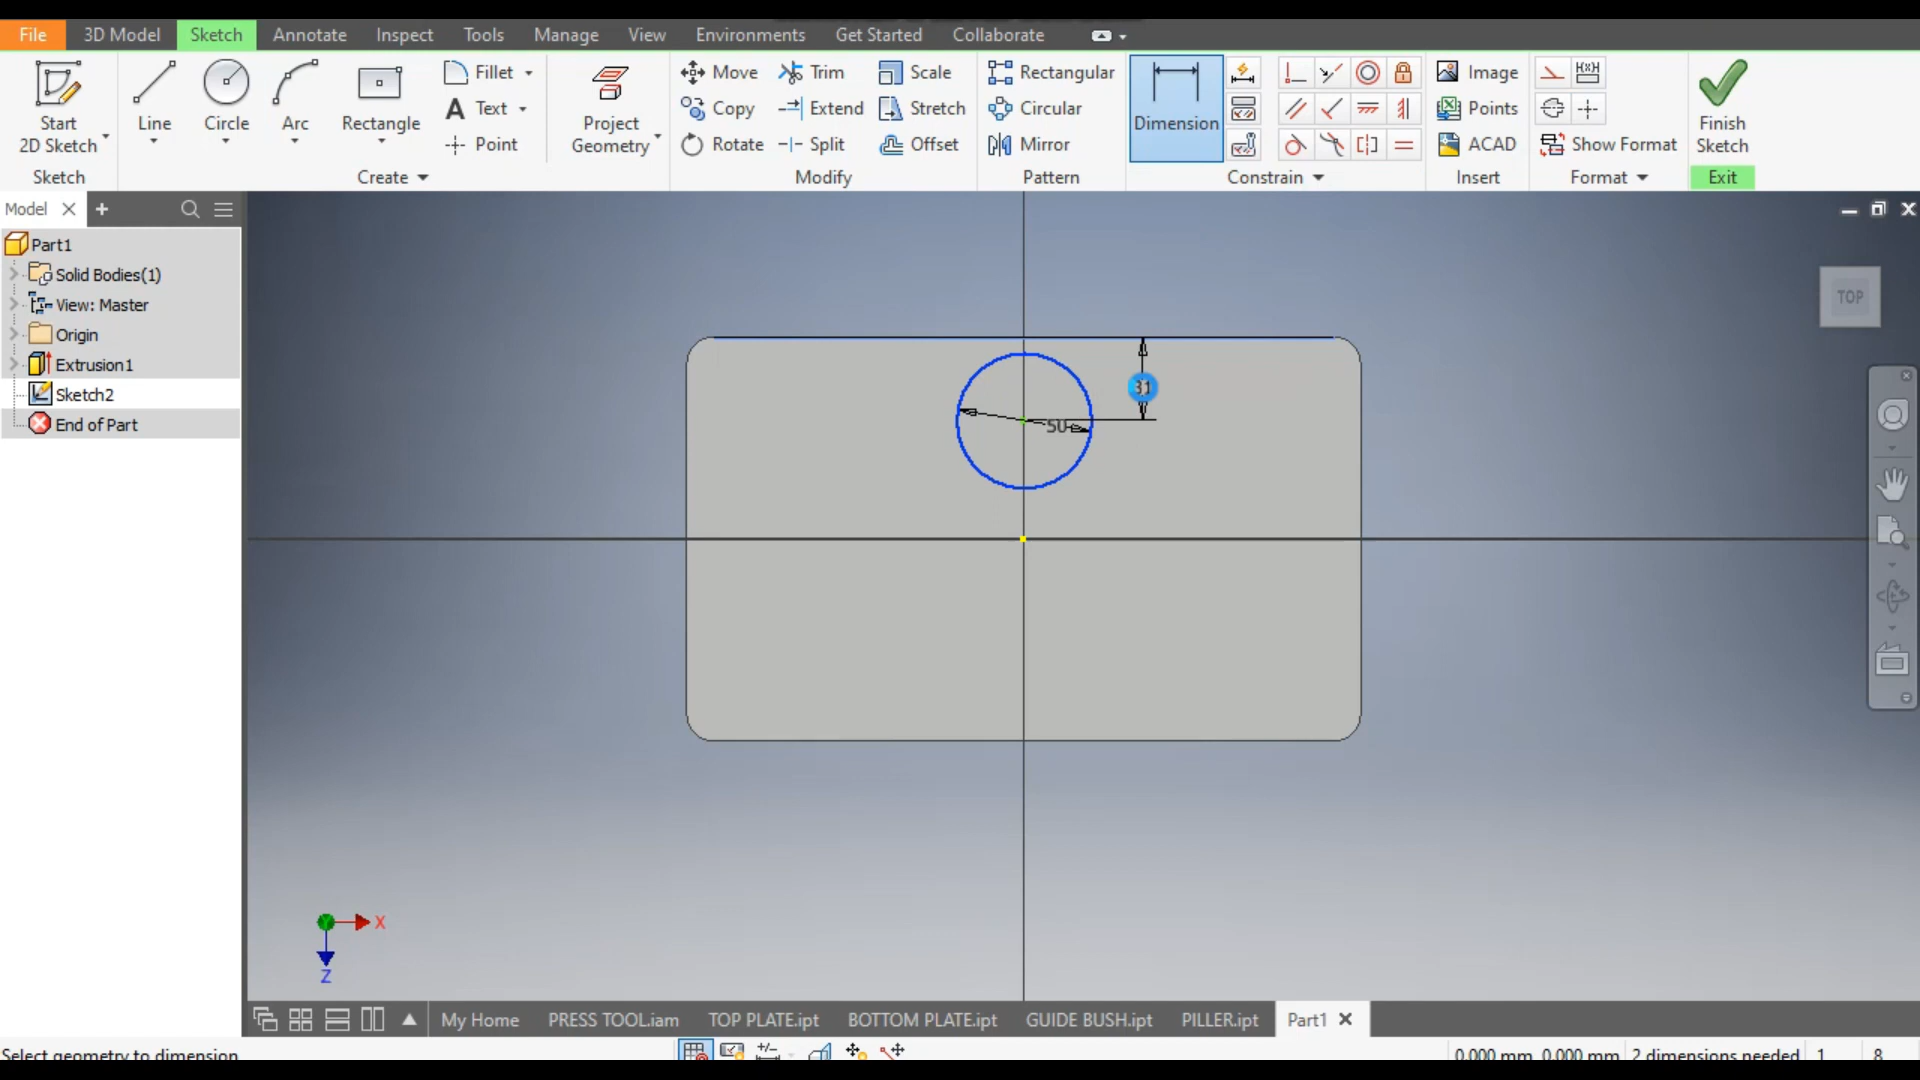 File 3D Model Sketch Annotate Inspect Tools Manage View Environments Get Started Collaborate
Start
2D Sketch
Line
Circle
Arc
Rectangle
Fillet
Text
Point
Project
Geometry
Move Trim Scale
Copy Extend Stretch
Rotate Split Offset
Rectangular
Circular
Mirror
Dimension
Image
Points
ACAD
Show Format
Finish
Sketch
Sketch Create Modify Pattern Constrain Insert Format Exit
Model
Part1
Solid Bodies(1)
View: Master
Origin
Extrusion1
Sketch2
End of Part
TOP
31
50
X
Z
My Home PRESS TOOL.iam TOP PLATE.ipt BOTTOM PLATE.ipt GUIDE BUSH.ipt PILLER.ipt Part1
Select geometry to dimension 0.000 mm, 0.000 mm 2 dimensions needed 1 8